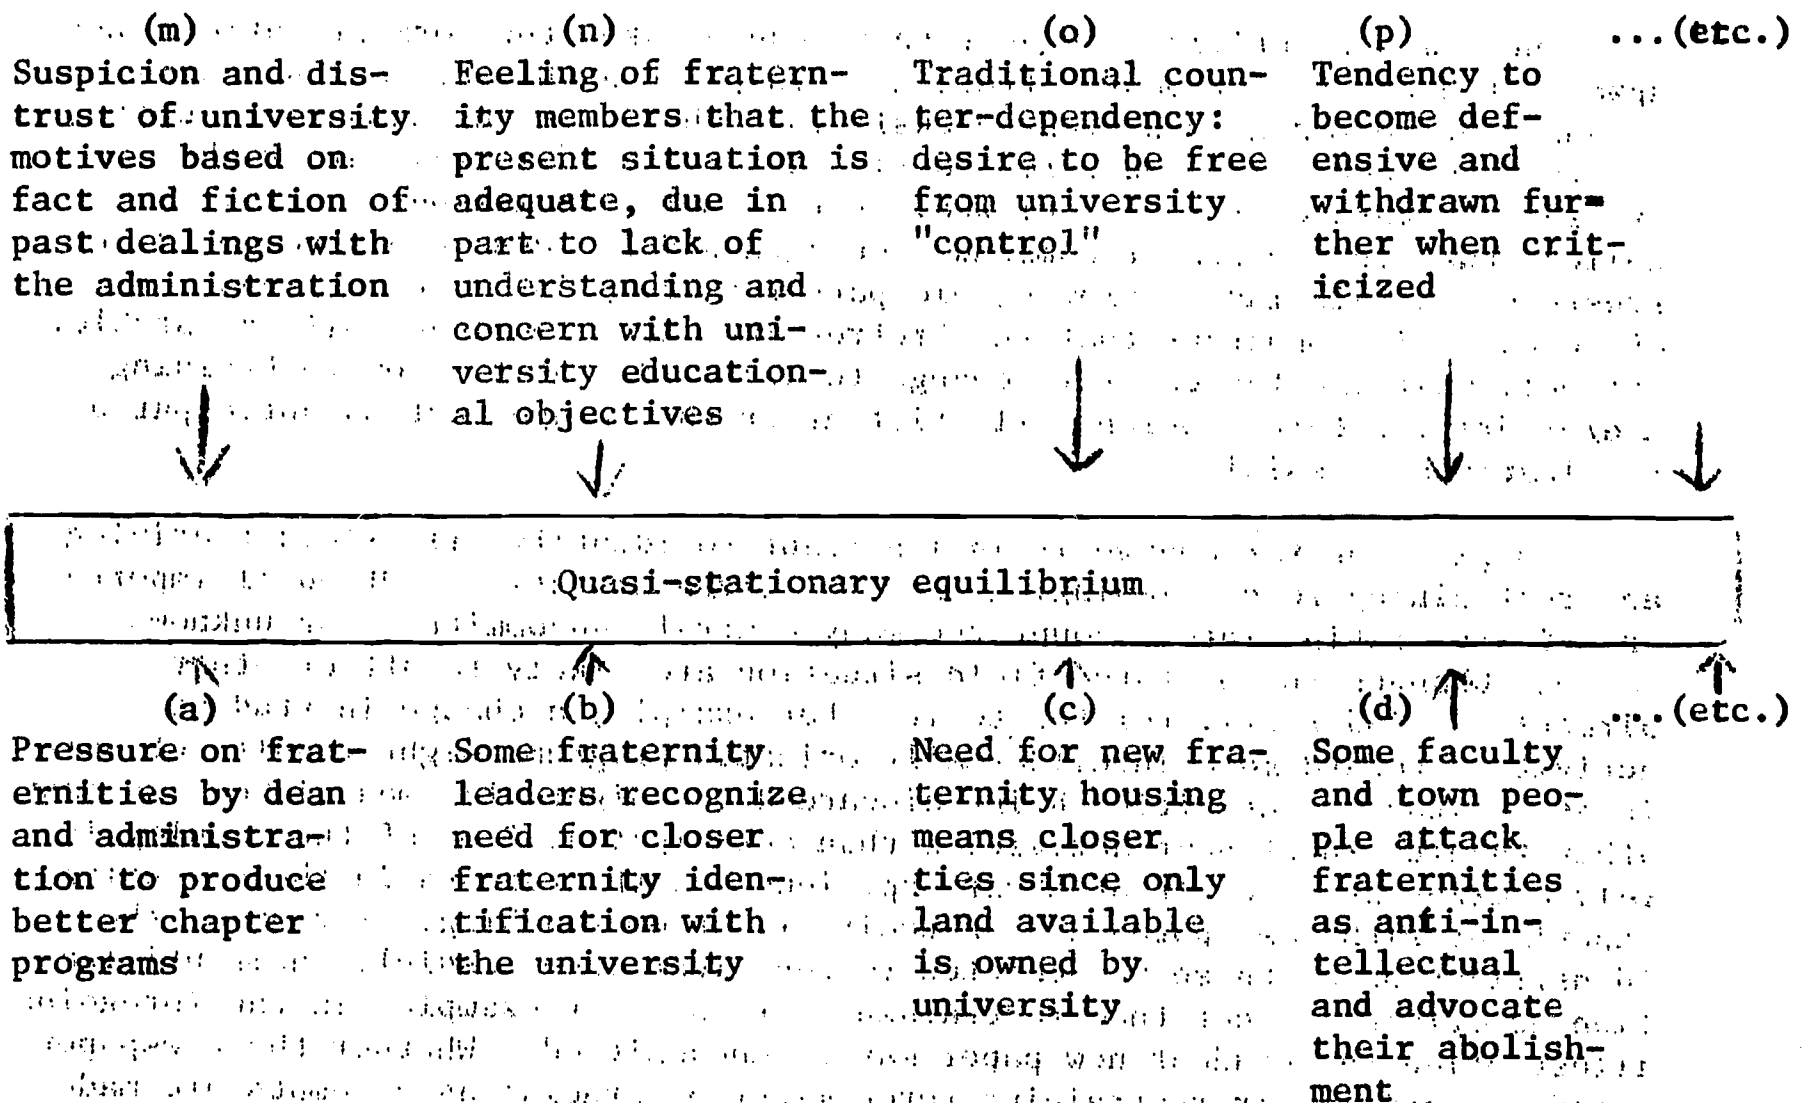 (m)
Suspicion and dis-
trust of university
motives based on
fact and fiction of
past dealings with
the administration
(n)
Feeling of fratern-
ity members that the
present situation is
adequate, due in
part to lack of
understanding and
concern with uni-
versity education-
al objectives
(o)
Traditional coun-
ter-dependency:
desire to be free
from university
"control"
(p)
Tendency to
become def-
ensive and
withdrawn fur-
ther when crit-
icized
...(etc.)
Quasi-stationary equilibrium
(a)
Pressure on frat-
ernities by dean
and administra-
tion to produce
better chapter
programs
(b)
Some fraternity
leaders recognize
need for closer
fraternity iden-
tification with
the university
(c)
Need for new fra-
ternity housing
means closer
ties since only
land available
is owned by
university
(d)
Some faculty
and town peo-
ple attack
fraternities
as anti-in-
tellectual
and advocate
their abolish-
ment
...(etc.)